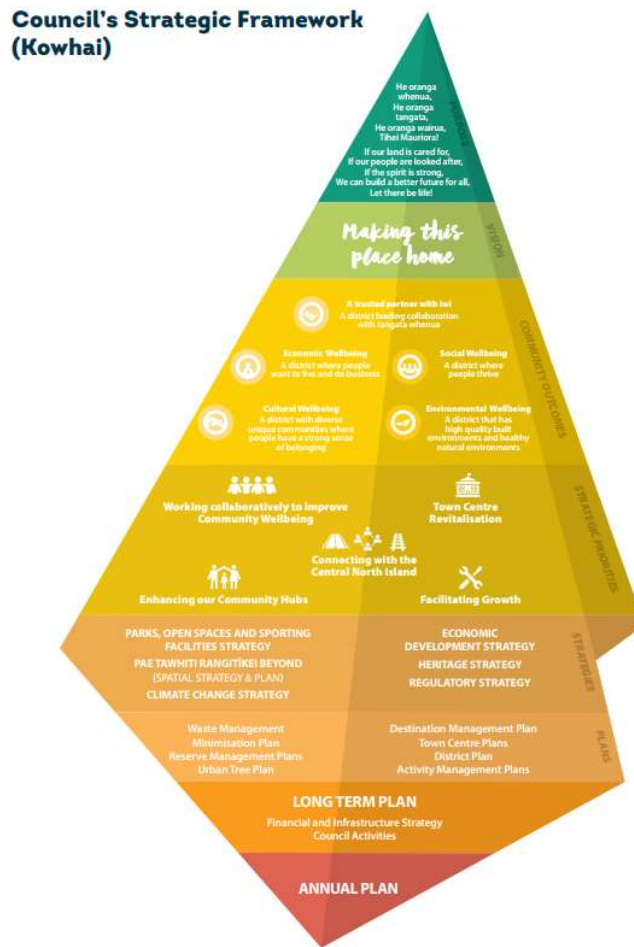 Council's Strategic Framework
(Kowhai)
He oranga
whenua,
He oranga
tangata,
He oranga wairua,
Tihei Mauriora!
If our land is cared for,
If our people are looked after,
If the spirit is strong,
We can build a better future for all,
Let there be life!
PURPOSE
Making this
place home
VISION
A trusted partner with iwi
A district leading collaboration
with tangata whenua
Economic Wellbeing
A district where people
want to live and do business
Social Wellbeing
A district where
people thrive
Cultural Wellbeing
A district with diverse
unique communities where
people have a strong sense
of belonging
Environmental Wellbeing
A district that has
high quality built
environments and healthy
natural environments
COMMUNITY OUTCOMES
Working collaboratively to improve
Community Wellbeing
Town Centre
Revitalisation
Connecting with the
Central North Island
Enhancing our Community Hubs
Facilitating Growth
STRATEGIC PRIORITIES
PARKS, OPEN SPACES AND SPORTING
FACILITIES STRATEGY
PAE TAWHITI RANGITĪKEI BEYOND
(SPATIAL STRATEGY & PLAN)
CLIMATE CHANGE STRATEGY
ECONOMIC
DEVELOPMENT STRATEGY
HERITAGE STRATEGY
REGULATORY STRATEGY
STRATEGIES
Waste Management
Minimisation Plan
Reserve Management Plans
Urban Tree Plan
Destination Management Plan
Town Centre Plans
District Plan
Activity Management Plans
PLANS
LONG TERM PLAN
Financial and Infrastructure Strategy
Council Activities
ANNUAL PLAN